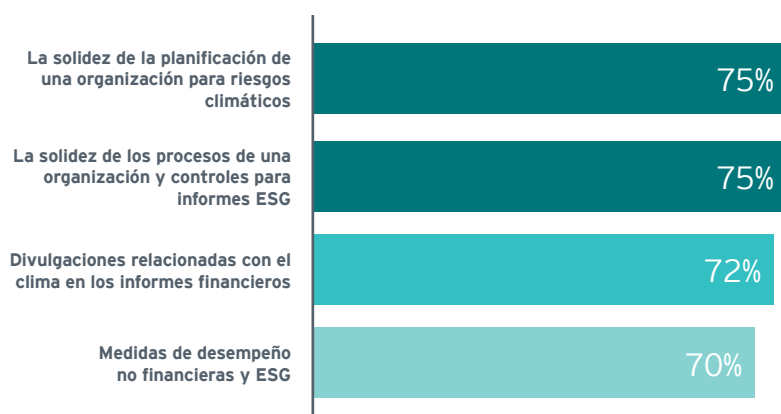 La solidez de la planificación de
una organización para riesgos
climáticos
75%
La solidez de los procesos de una
organización y controles para
informes ESG
75%
Divulgaciones relacionadas con el
clima en los informes financieros
72%
Medidas de desempeño
no financieras y ESG
70%